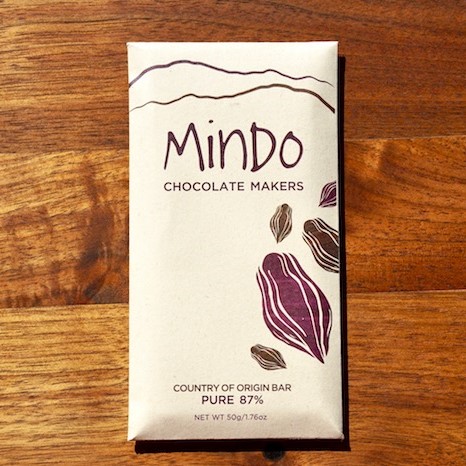 MinDo
CHOCOLATE MAKERS
COUNTRY OF ORIGIN BAR
PURE 87%
NET WT 50g/1.76oz